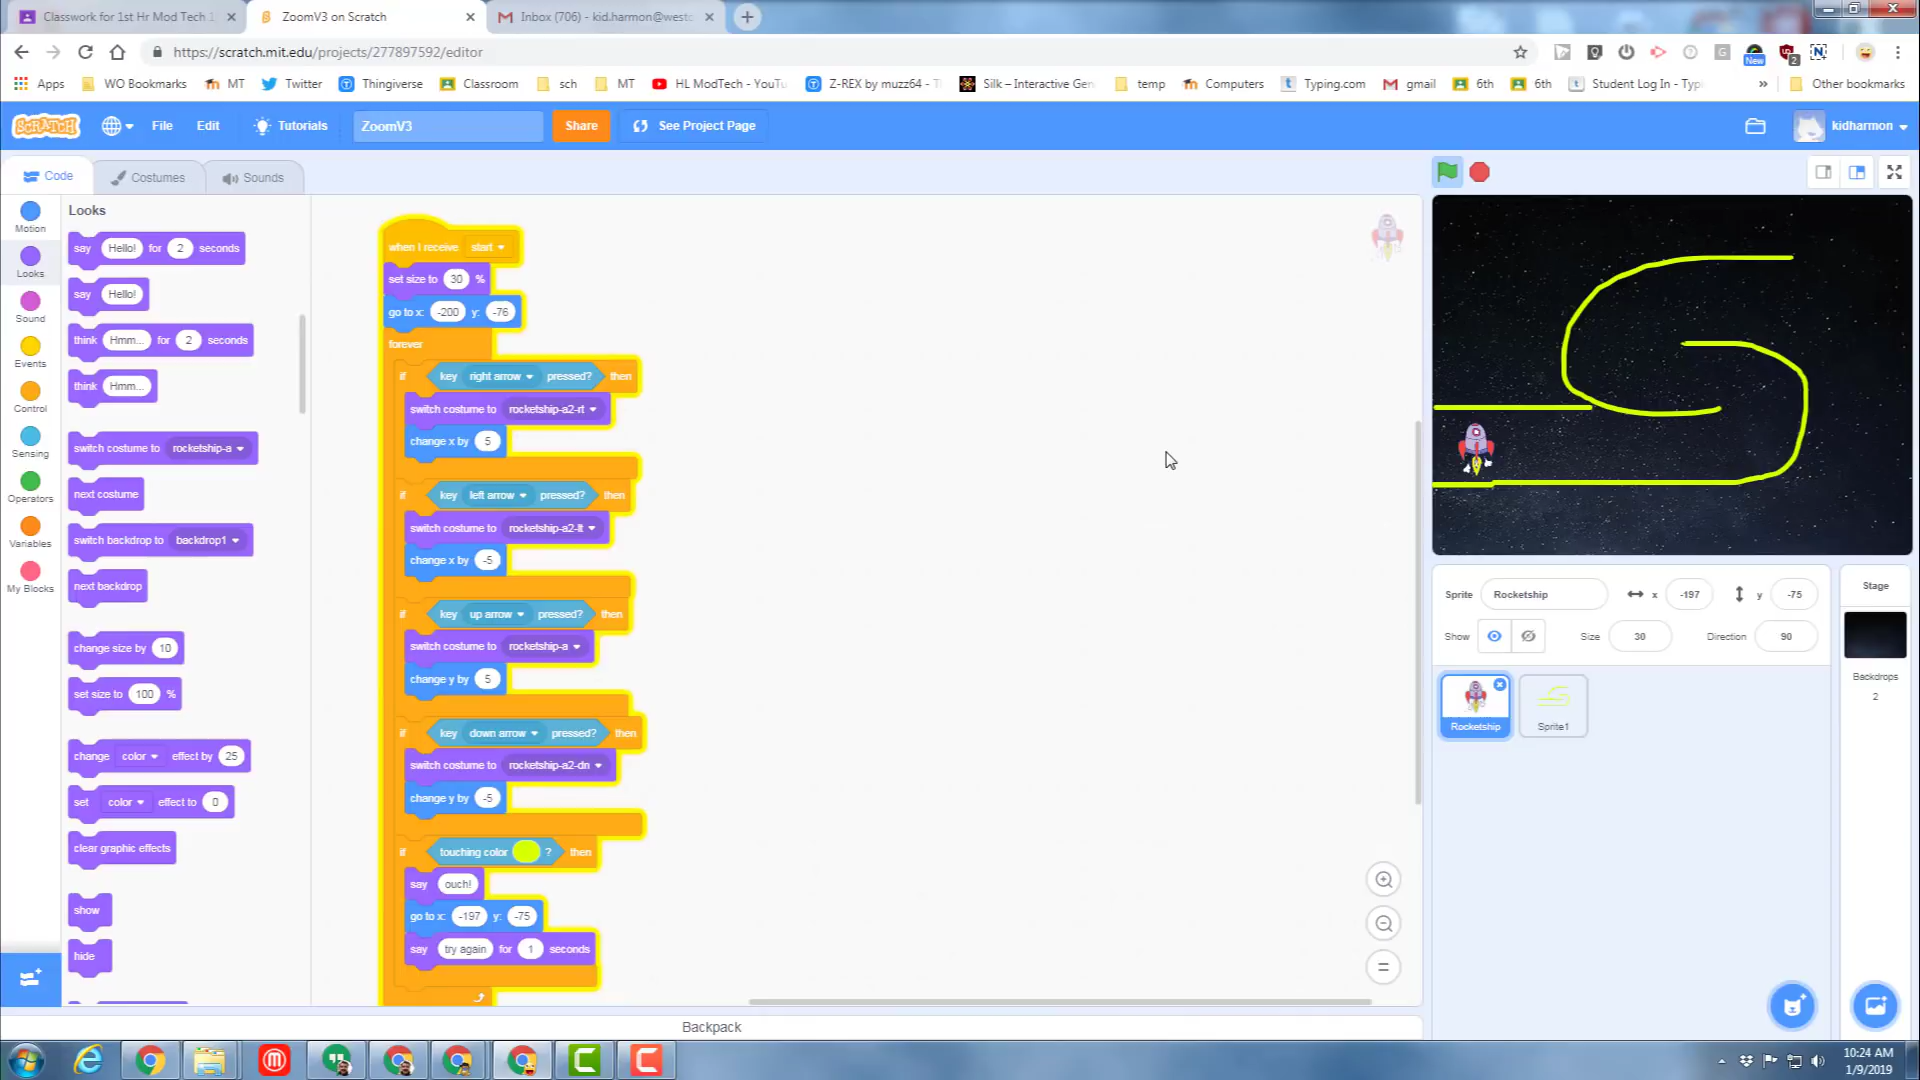 Classwork for 1st Hr Mod Tech 1
ZoomV3 on Scratch
Inbox (706) - kid.harmon@westc
https://scratch.mit.edu/projects/277897592/editor
New
2
Apps
WO Bookmarks
MT
Twitter
Thingiverse
Classroom
sch
MT
HL ModTech - YouTu
Z-REX by muzz64 - T
Silk – Interactive Gen
temp
Computers
Typing.com
gmail
6th
6th
Student Log In - Typ
»
Other bookmarks
SCRATCH
File
Edit
Tutorials
ZoomV3
Share
See Project Page
kidharmon
Code
Costumes
Sounds
Motion
Looks
Sound
Events
Control
Sensing
Operators
Variables
My Blocks
Looks
say Hello! for 2 seconds
say Hello!
think Hmm... for 2 seconds
think Hmm...
switch costume to rocketship-a
next costume
switch backdrop to backdrop1
next backdrop
change size by 10
set size to 100 %
change color effect by 25
set color effect to 0
clear graphic effects
show
hide
when I receive start
set size to 30 %
go to x: -200 y: -76
forever
if key right arrow pressed? then
switch costume to rocketship-a2-rt
change x by 5
if key left arrow pressed? then
switch costume to rocketship-a2-lt
change x by -5
if key up arrow pressed? then
switch costume to rocketship-a
change y by 5
if key down arrow pressed? then
switch costume to rocketship-a2-dn
change y by -5
if touching color ? then
say ouch!
go to x: -197 y: -75
say try again for 1 seconds
Sprite Rocketship x -197 y -75
Show Size 30 Direction 90
Rocketship
Sprite1
Stage
Backdrops
2
Backpack
10:24 AM
1/9/2019